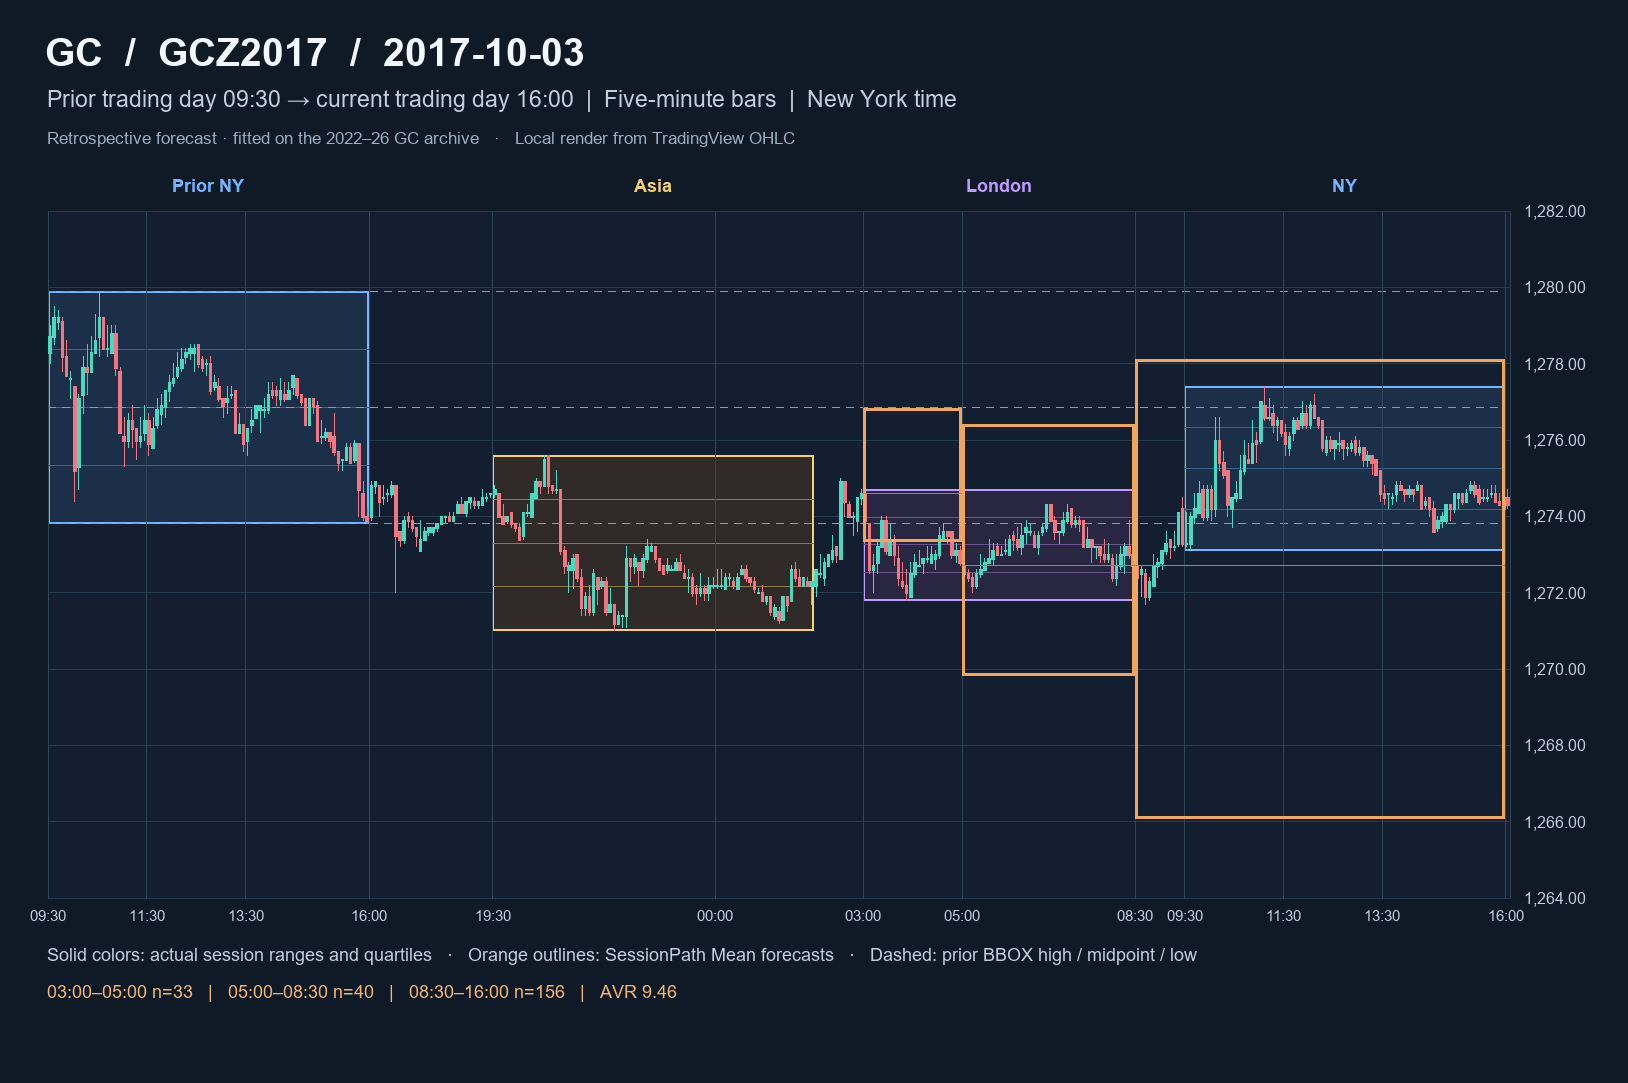 GC / GCZ2017 / 2017-10-03
Prior trading day 09:30 → current trading day 16:00 | Five-minute bars | New York time
Retrospective forecast · fitted on the 2022–26 GC archive · Local render from TradingView OHLC
Prior NY Asia London NY
1,282.00
1,280.00
1,278.00
1,276.00
1,274.00
1,272.00
1,270.00
1,268.00
1,266.00
1,264.00
09:30 11:30 13:30 16:00 19:30 00:00 03:00 05:00 08:30 09:30 11:30 13:30 16:00
Solid colors: actual session ranges and quartiles · Orange outlines: SessionPath Mean forecasts · Dashed: prior BBOX high / midpoint / low
03:00–05:00 n=33 | 05:00–08:30 n=40 | 08:30–16:00 n=156 | AVR 9.46